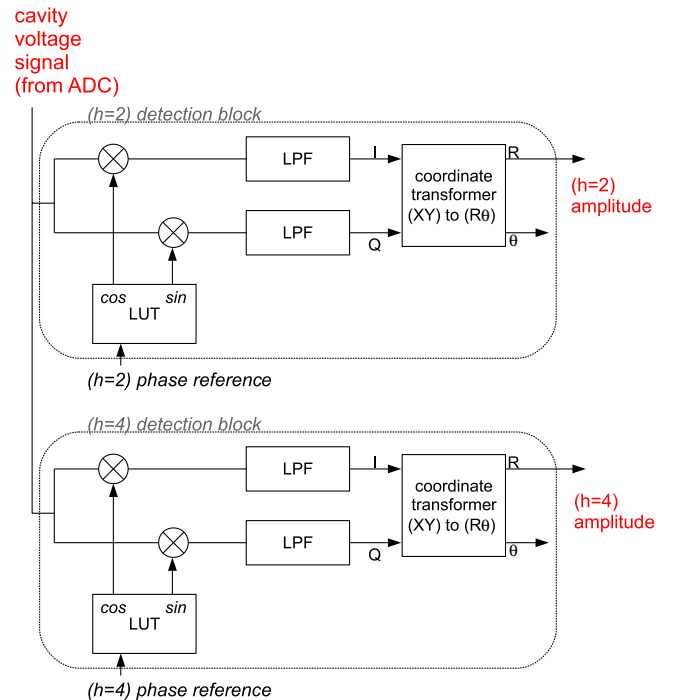 cavity
voltage
signal
(from ADC)
(h=2) detection block
LPF
I
coordinate
transformer
(XY) to (Rθ)
R
(h=2)
amplitude
LPF
Q
θ
cos sin
LUT
(h=2) phase reference
(h=4) detection block
LPF
I
coordinate
transformer
(XY) to (Rθ)
R
(h=4)
amplitude
LPF
Q
θ
cos sin
LUT
(h=4) phase reference